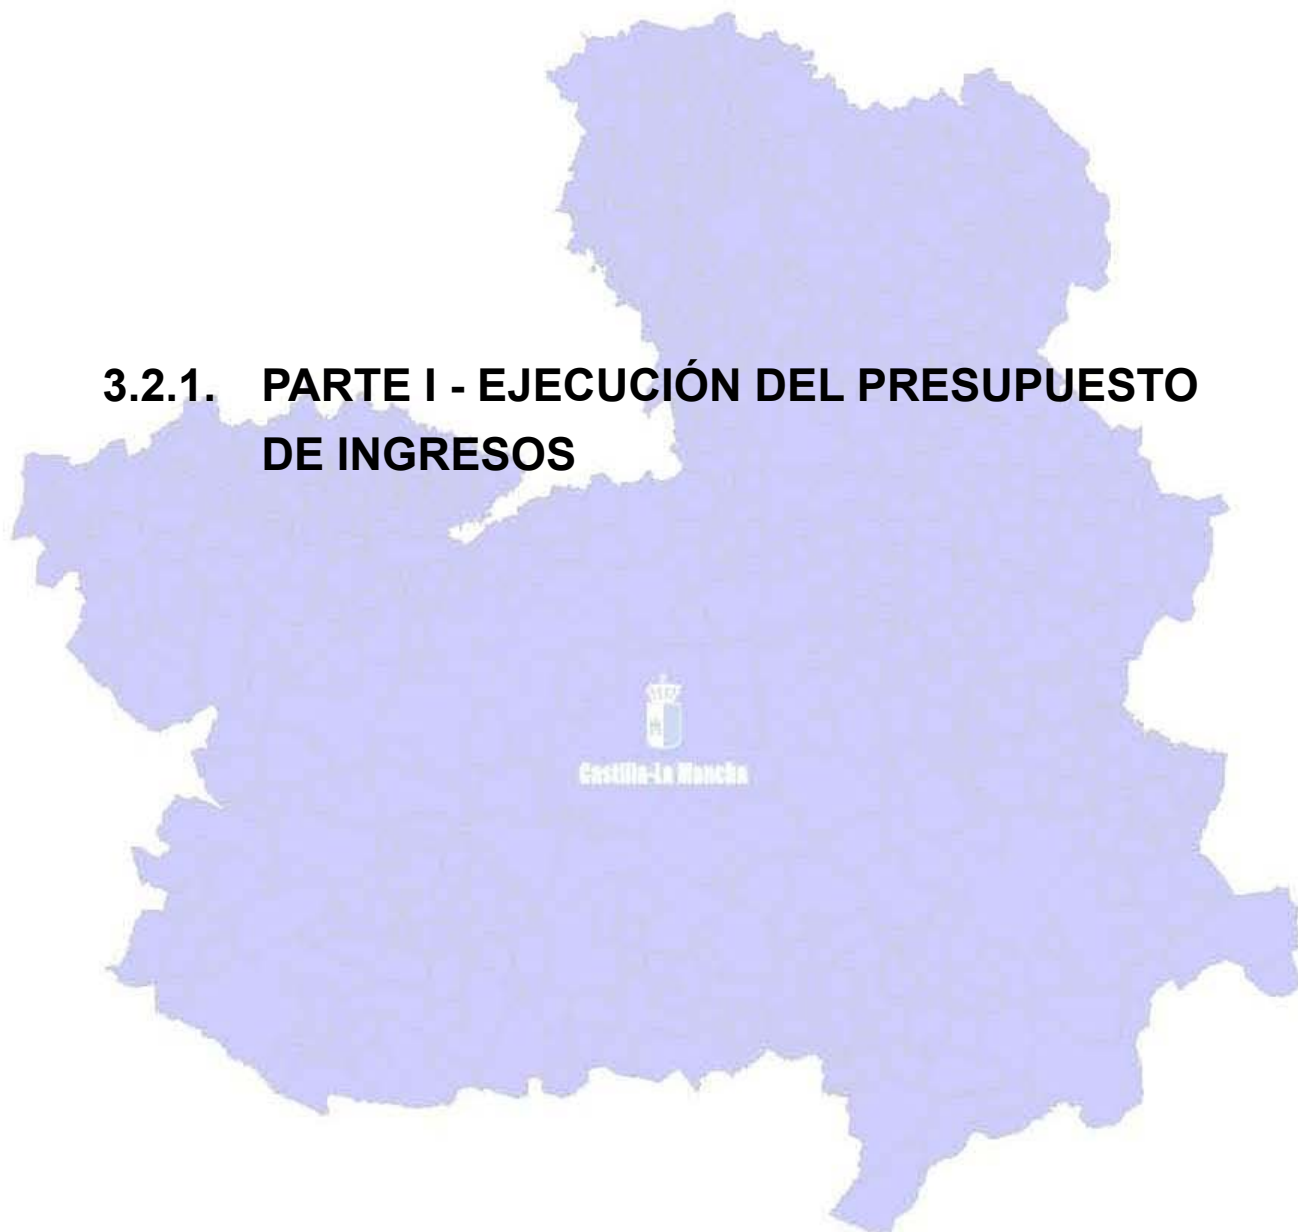 3.2.1. PARTE I - EJECUCIÓN DEL PRESUPUESTO
DE INGRESOS
Castilla-La Mancha